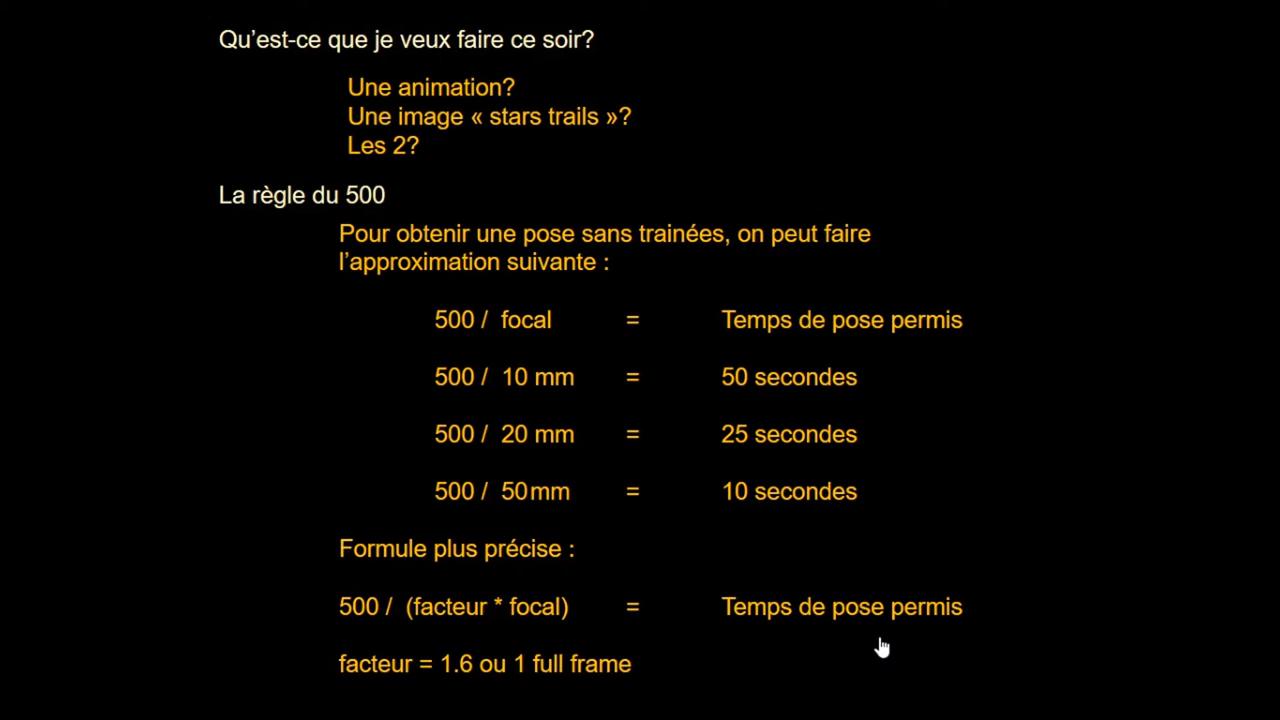 Qu’est-ce que je veux faire ce soir?
Une animation?
Une image « stars trails »?
Les 2?
La règle du 500
Pour obtenir une pose sans trainées, on peut faire
l’approximation suivante :
500 / focal = Temps de pose permis
500 / 10 mm = 50 secondes
500 / 20 mm = 25 secondes
500 / 50mm = 10 secondes
Formule plus précise :
500 / (facteur * focal) = Temps de pose permis
facteur = 1.6 ou 1 full frame